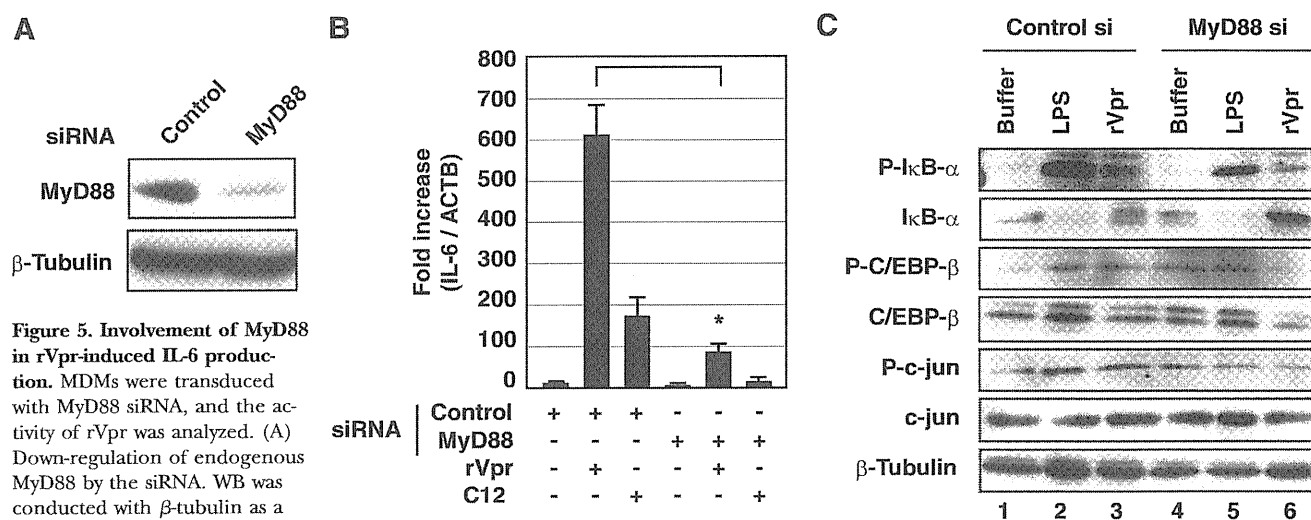 A
siRNA
Control
MyD88
MyD88
β-Tubulin
Figure 5. Involvement of MyD88
in rVpr-induced IL-6 produc-
tion. MDMs were transduced
with MyD88 siRNA, and the ac-
tivity of rVpr was analyzed. (A)
Down-regulation of endogenous
MyD88 by the siRNA. WB was
conducted with β-tubulin as a
B
Fold increase
(IL-6 / ACTB)
800
700
600
500
400
300
200
100
0
*
siRNA
Control + + + - - -
MyD88 - - - + + +
rVpr - + - - + -
C12 - - + - - +
C
Control si
MyD88 si
Buffer
LPS
rVpr
Buffer
LPS
rVpr
P-IκB-α
IκB-α
P-C/EBP-β
C/EBP-β
P-c-jun
c-jun
β-Tubulin
1 2 3 4 5 6